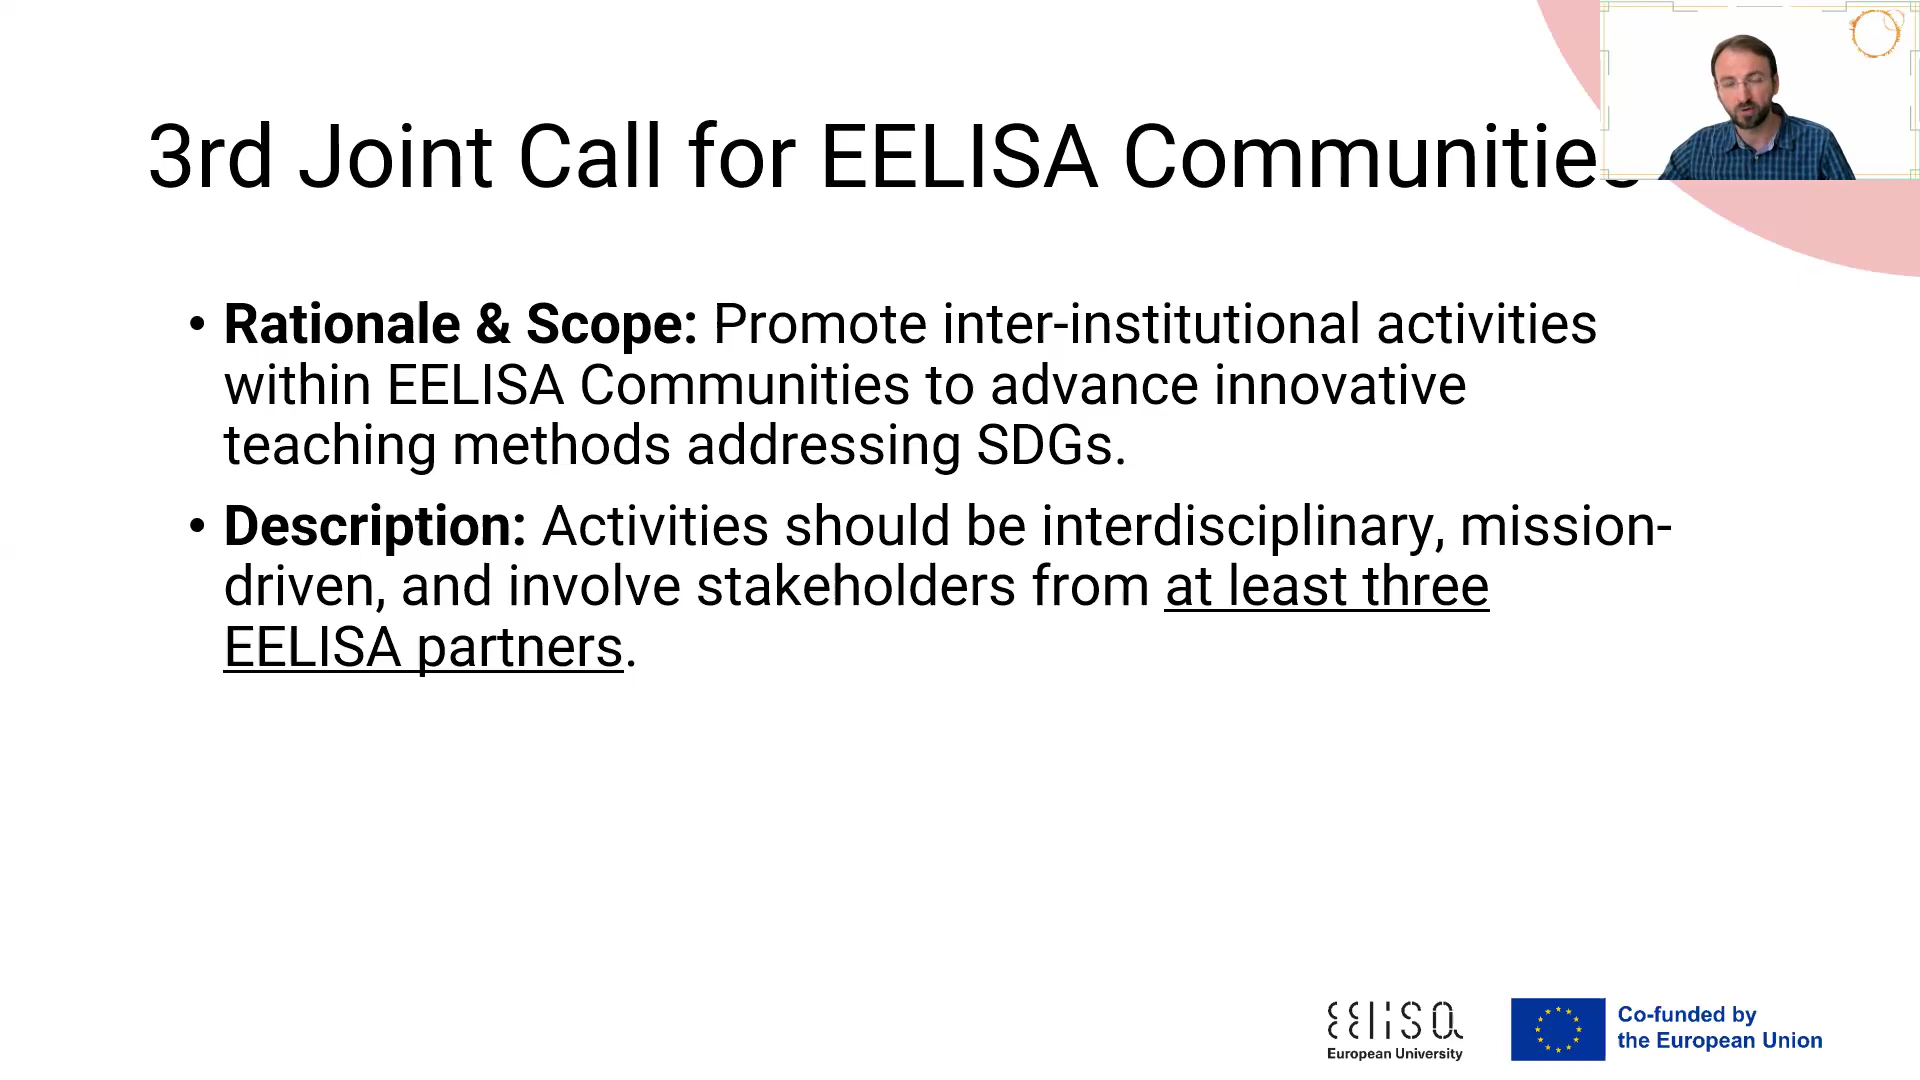 3rd Joint Call for EELISA Communities
• Rationale & Scope: Promote inter-institutional activities
within EELISA Communities to advance innovative
teaching methods addressing SDGs.
• Description: Activities should be interdisciplinary, mission-
driven, and involve stakeholders from at least three
EELISA partners.
EELISA
European University
Co-funded by
the European Union